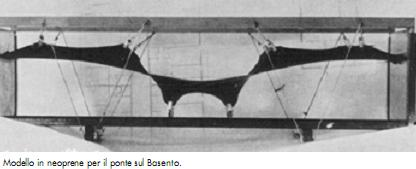 Modello in neoprene per il ponte sul Basento.